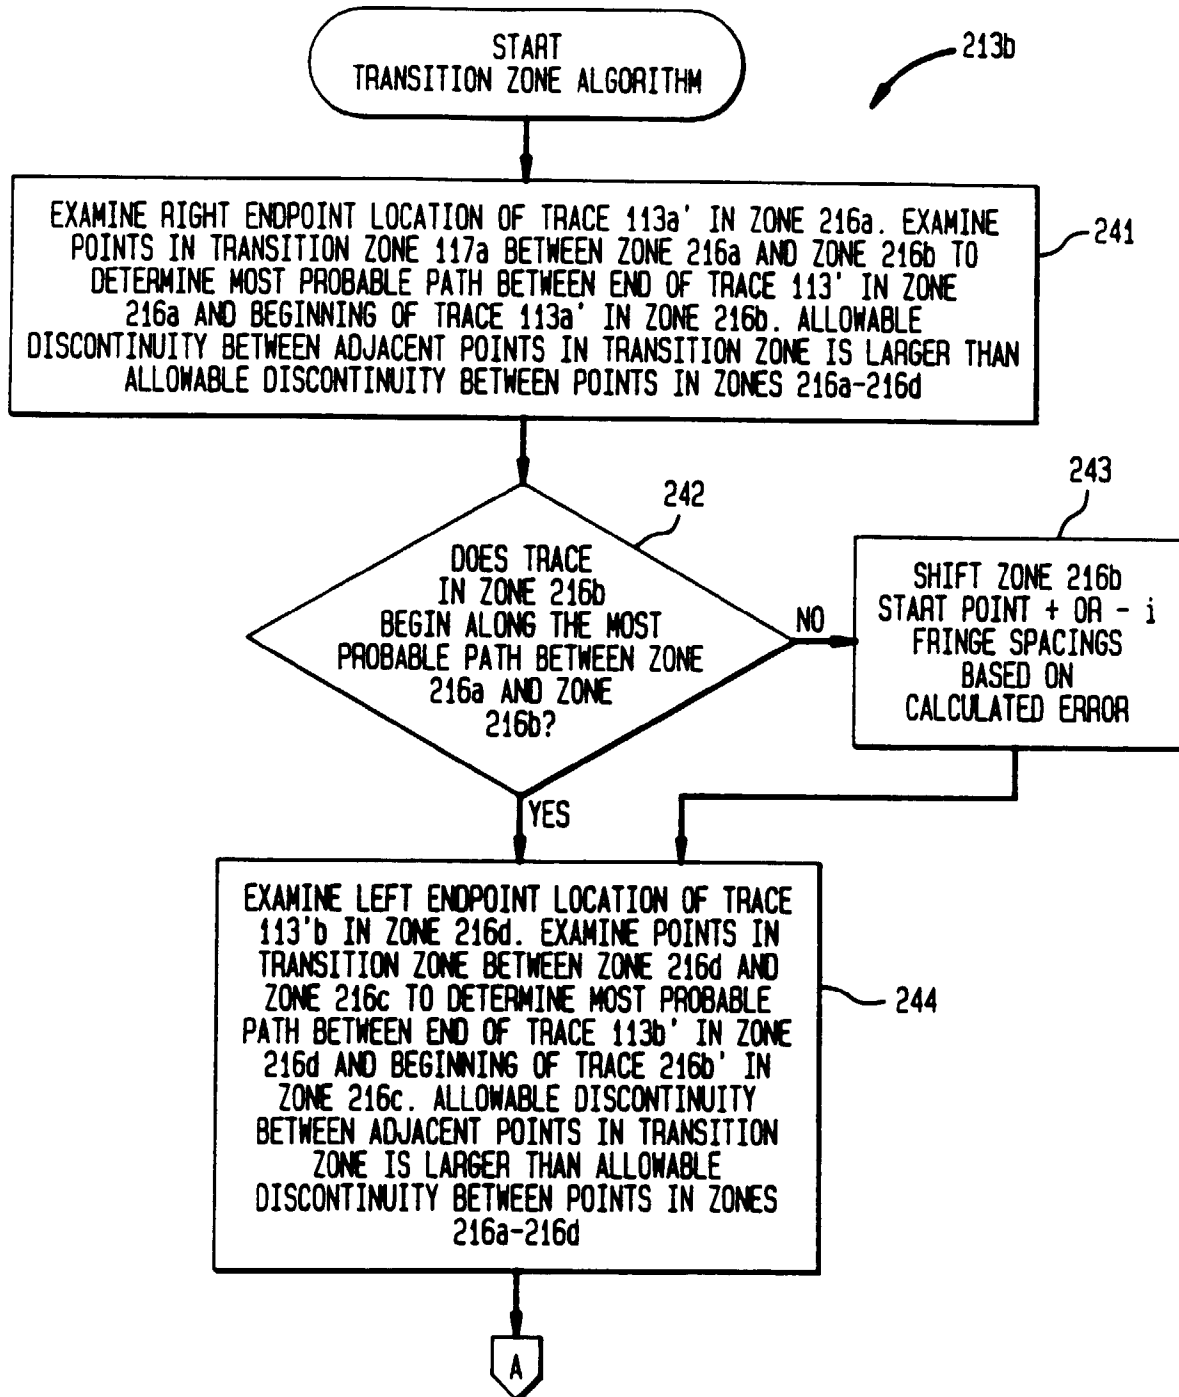 START
TRANSITION ZONE ALGORITHM
213b
EXAMINE RIGHT ENDPOINT LOCATION OF TRACE 113a' IN ZONE 216a. EXAMINE
POINTS IN TRANSITION ZONE 117a BETWEEN ZONE 216a AND ZONE 216b TO
DETERMINE MOST PROBABLE PATH BETWEEN END OF TRACE 113' IN ZONE
216a AND BEGINNING OF TRACE 113a' IN ZONE 216b. ALLOWABLE
DISCONTINUITY BETWEEN ADJACENT POINTS IN TRANSITION ZONE IS LARGER THAN
ALLOWABLE DISCONTINUITY BETWEEN POINTS IN ZONES 216a-216d
241
242
DOES TRACE
IN ZONE 216b
BEGIN ALONG THE MOST
PROBABLE PATH BETWEEN ZONE
216a AND ZONE
216b?
NO
243
SHIFT ZONE 216b
START POINT + OR - i
FRINGE SPACINGS
BASED ON
CALCULATED ERROR
YES
EXAMINE LEFT ENDPOINT LOCATION OF TRACE
113'b IN ZONE 216d. EXAMINE POINTS IN
TRANSITION ZONE BETWEEN ZONE 216d AND
ZONE 216c TO DETERMINE MOST PROBABLE
PATH BETWEEN END OF TRACE 113b' IN ZONE
216d AND BEGINNING OF TRACE 216b' IN
ZONE 216c. ALLOWABLE DISCONTINUITY
BETWEEN ADJACENT POINTS IN TRANSITION
ZONE IS LARGER THAN ALLOWABLE
DISCONTINUITY BETWEEN POINTS IN ZONES
216a-216d
244
A